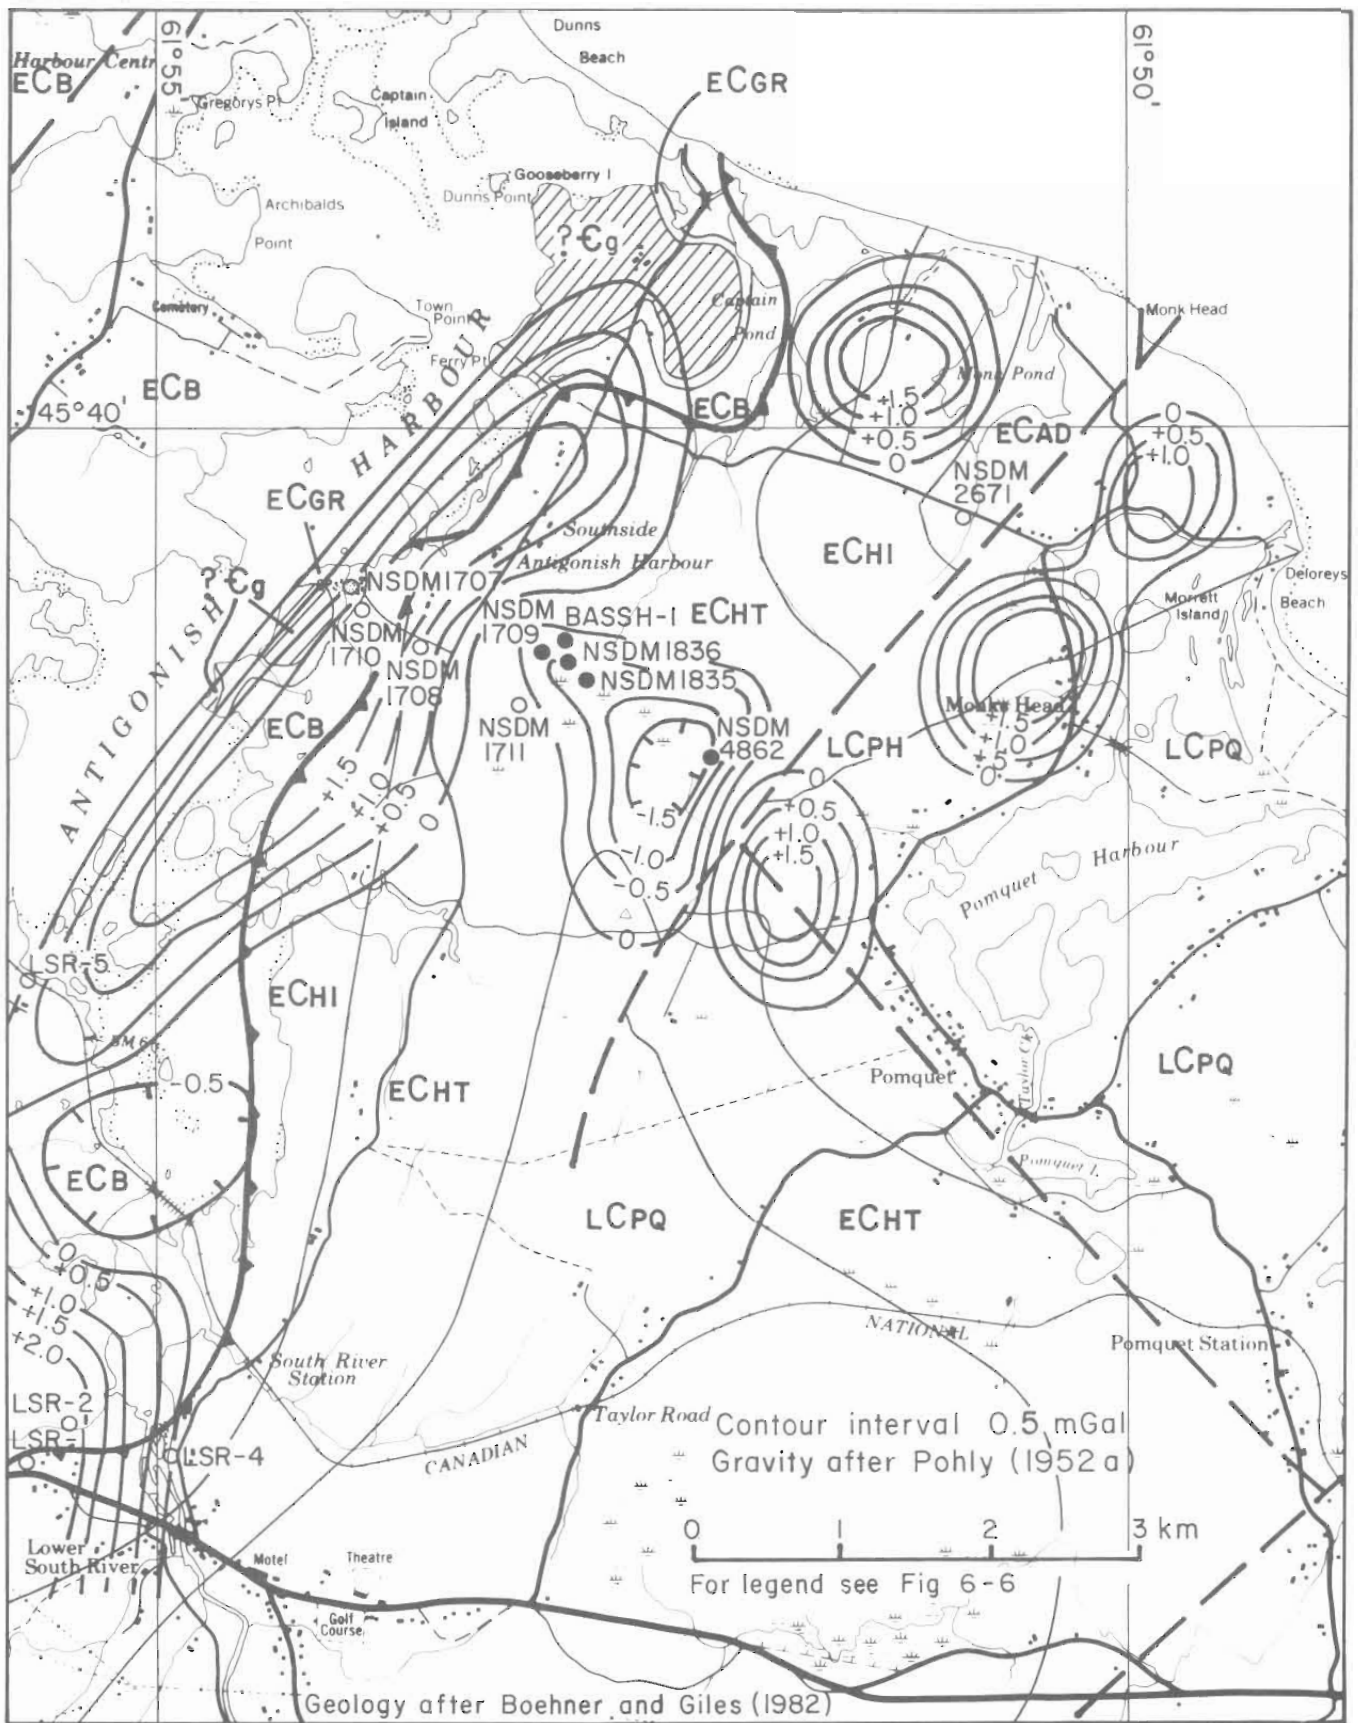 Dunns
Beach
61°55'
61°50'
Harbour Centr
ECB
ECGR
Gregorys Pt
Captain
Island
Gooseberry I
Dunns Point
Archibalds
Point
?-Єg
Captain
Pond
Cemetery
Town
Point
Ferry Pt
Monk Head
Monk Pond
ECB
45°40'
ECB
+1.5
+1.0
+0.5
0
ECAD
0
+0.5
+1.0
ANTIGONISH HARBOUR
ECGR
NSDM
2671
Southside
Antigonish Harbour
ECHI
Deloreys
Beach
Morrell
Island
?-Єg
NSDM1707
NSDM
1709
BASSH-1
ECHT
NSDM
1710
NSDM1836
NSDM
1708
NSDM1835
NSDM
1711
NSDM
4862
ECB
Monks Head
+1.5
+1.0
+.5
0
LCPH
LCPQ
+1.5
+1.0
+0.5
0
-1.5
-1.0
-0.5
0
0
+0.5
+1.0
+1.5
Pomquet Harbour
LSR-5
ECHI
BM 6
-0.5
ECHT
Pomquet
Taylor Ck
LCPQ
ECB
Pomquet I.
LCPQ
ECHT
0
+0.5
+1.0
+1.5
+2.0
NATIONAL
Pomquet Station
South River
Station
LSR-2
LSR-1
LSR-4
Taylor Road
CANADIAN
Contour interval 0.5 mGal
Gravity after Pohly (1952a)
0 1 2 3 km
Lower
South River
Motel
Theatre
Golf
Course
For legend see Fig 6-6
Geology after Boehner and Giles (1982)